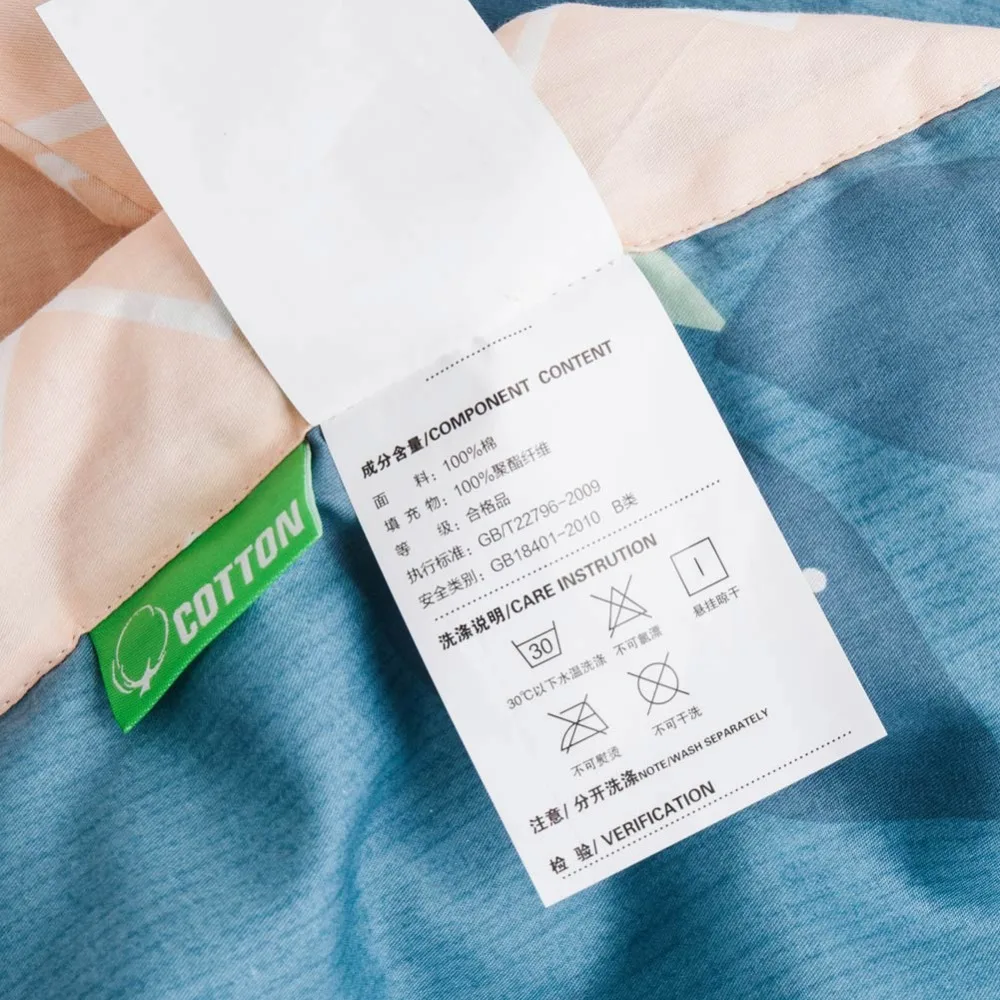 COTTON
成分含量/COMPONENT CONTENT
面 料：100%棉
填 充 物：100%聚酯纤维
等 级：合格品
执行标准：GB/T22796-2009
安全类别：GB18401-2010 B类
洗涤说明/CARE INSTRUTION
30
30℃以下水温洗涤
不可氯漂
悬挂晾干
不可熨烫
不可干洗
注意/ 分开洗涤NOTE/WASH SEPARATELY
检 验/ VERIFICATION